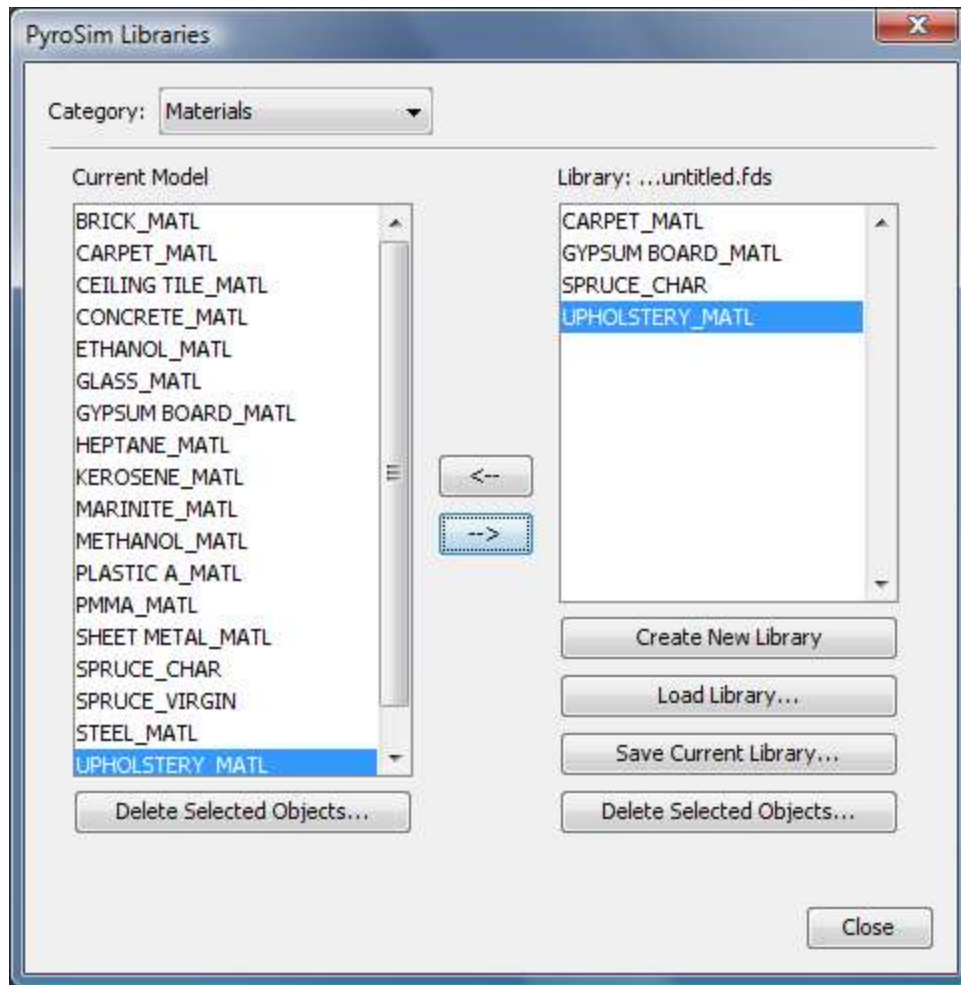 PyroSim Libraries
Category: Materials
Current Model
BRICK_MATL
CARPET_MATL
CEILING TILE_MATL
CONCRETE_MATL
ETHANOL_MATL
GLASS_MATL
GYPSUM BOARD_MATL
HEPTANE_MATL
KEROSENE_MATL
MARINITE_MATL
METHANOL_MATL
PLASTIC A_MATL
PMMA_MATL
SHEET METAL_MATL
SPRUCE_CHAR
SPRUCE_VIRGIN
STEEL_MATL
UPHOLSTERY_MATL
Delete Selected Objects...
<--
-->
Library: ...untitled.fds
CARPET_MATL
GYPSUM BOARD_MATL
SPRUCE_CHAR
UPHOLSTERY_MATL
Create New Library
Load Library...
Save Current Library...
Delete Selected Objects...
Close